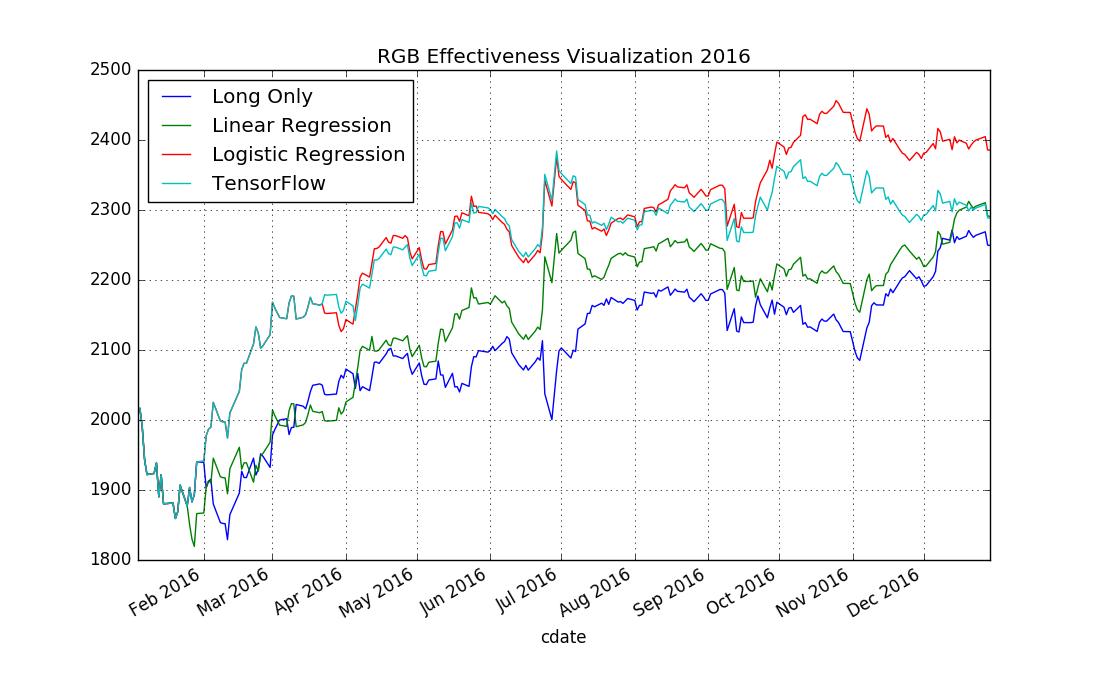 RGB Effectiveness Visualization 2016
2500
2400
2300
2200
2100
2000
1900
1800
Long Only
Linear Regression
Logistic Regression
TensorFlow
Feb 2016
Mar 2016
Apr 2016
May 2016
Jun 2016
Jul 2016
Aug 2016
Sep 2016
Oct 2016
Nov 2016
Dec 2016
cdate